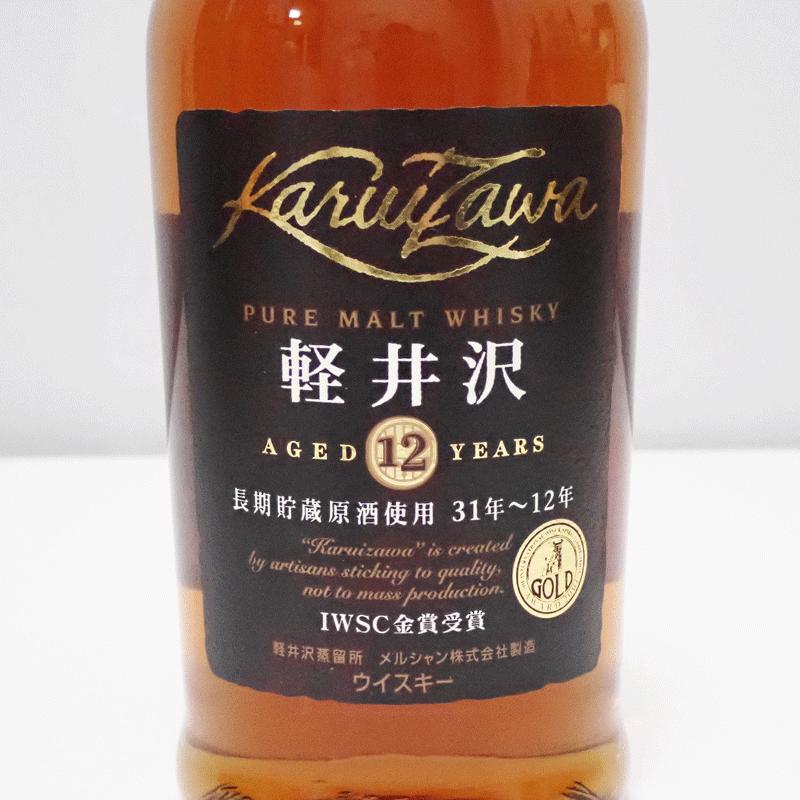 Karuizawa
PURE MALT WHISKY
軽井沢
AGED 12 YEARS
長期貯蔵原酒使用 31年～12年
"Karuizawa" is created
by artisans sticking to quality,
not to mass production.
GOLD
AWARD
IWSC金賞受賞
軽井沢蒸留所 メルシャン株式会社製造
ウイスキー